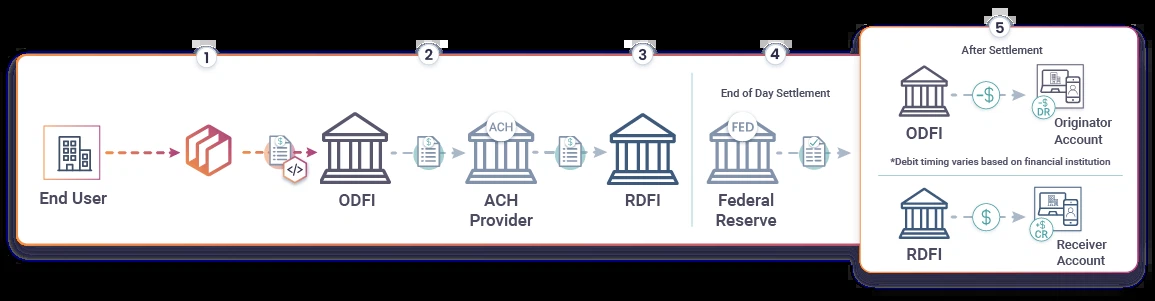 1
2
3
4
5
After Settlement
End of Day Settlement
ACH
FED
$
$
$
</>
$
-$
-$
DR
ODFI
Originator
Account
*Debit timing varies based on financial institution
End User
ODFI
ACH
Provider
RDFI
Federal
Reserve
$
+$
CR
RDFI
Receiver
Account